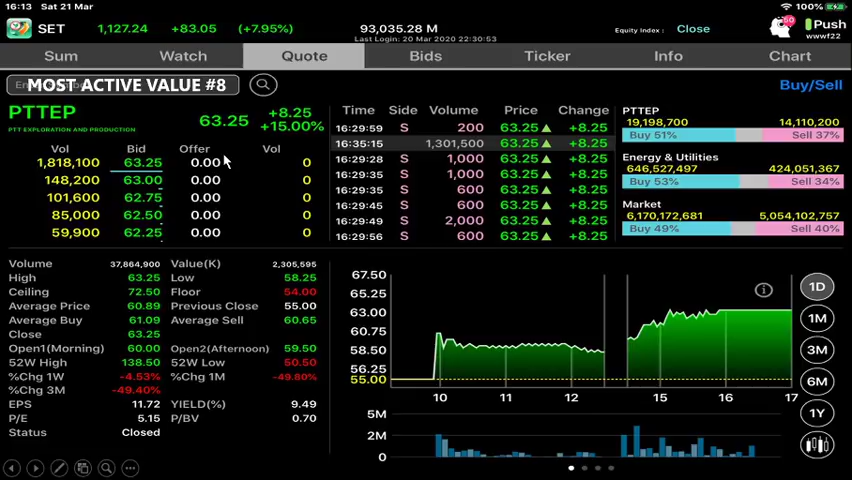 16:13 Sat 21 Mar 100%
SET 1,127.24 +83.05 (+7.95%) 93,035.28 M Equity Index : Close 50 Push
Last Login: 20 Mar 2020 22:30:53 wwwf22
Sum Watch Quote Bids Ticker Info Chart
MOST ACTIVE VALUE #8 Buy/Sell
PTTEP 63.25 +8.25
PTT EXPLORATION AND PRODUCTION +15.00%
Vol Bid Offer Vol
1,818,100 63.25 0.00 0
148,200 63.00 0.00 0
101,600 62.75 0.00 0
85,000 62.50 0.00 0
59,900 62.25 0.00 0
Time Side Volume Price Change
16:29:59 S 200 63.25 +8.25
16:35:15 1,301,500 63.25 +8.25
16:29:28 S 1,000 63.25 +8.25
16:29:35 S 1,000 63.25 +8.25
16:29:35 S 600 63.25 +8.25
16:29:45 S 600 63.25 +8.25
16:29:49 S 2,000 63.25 +8.25
16:29:56 S 600 63.25 +8.25
PTTEP
19,198,700 14,110,200
Buy 51% Sell 37%
Energy & Utilities
646,527,497 424,051,367
Buy 53% Sell 34%
Market
6,170,172,681 5,054,102,757
Buy 49% Sell 40%
Volume 37,864,900 Value(K) 2,305,595
High 63.25 Low 58.25
Ceiling 72.50 Floor 54.00
Average Price 60.89 Previous Close 55.00
Average Buy 61.09 Average Sell 60.65
Close 63.25
Open1(Morning) 60.00 Open2(Afternoon) 59.50
52W High 138.50 52W Low 50.50
%Chg 1W -4.53% %Chg 1M -49.80%
%Chg 3M -49.40%
EPS 11.72 YIELD(%) 9.49
P/E 5.15 P/BV 0.70
Status Closed
67.50
65.25
63.00
60.75
58.50
56.25
55.00
10 11 12 15 16 17
5M
2M
0
1D
1M
3M
6M
1Y